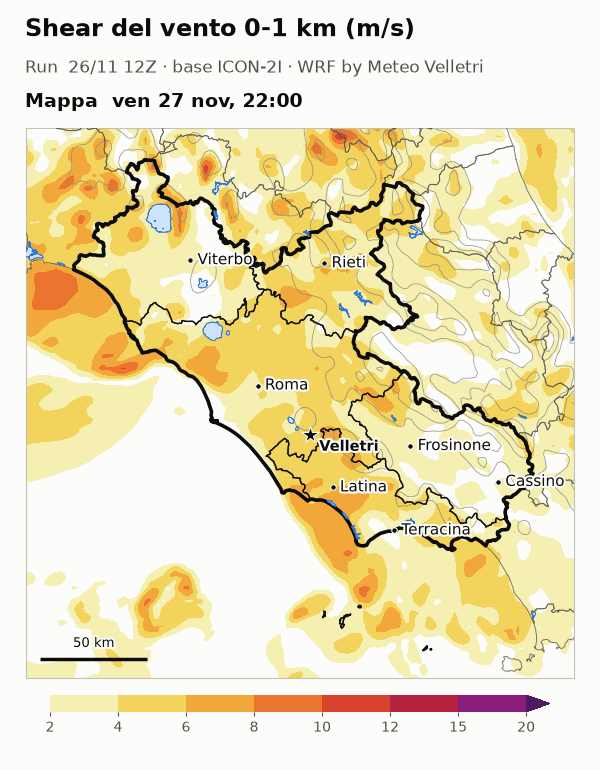 Shear del vento 0-1 km (m/s)
Run  26/11 12Z · base ICON-2I · WRF by Meteo Velletri
Mappa  ven 27 nov, 22:00
Viterbo
Rieti
Roma
Velletri
Frosinone
Latina
Cassino
Terracina
50 km
2 4 6 8 10 12 15 20